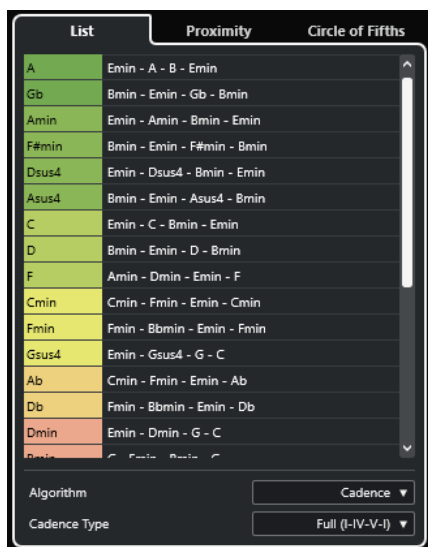 List Proximity Circle of Fifths
A Emin - A - B - Emin
Gb Bmin - Emin - Gb - Bmin
Amin Emin - Amin - Bmin - Emin
F#min Bmin - Emin - F#min - Bmin
Dsus4 Emin - Dsus4 - Bmin - Emin
Asus4 Bmin - Emin - Asus4 - Bmin
C Emin - C - Bmin - Emin
D Bmin - Emin - D - Bmin
F Amin - Dmin - Emin - F
Cmin Cmin - Fmin - Emin - Cmin
Fmin Fmin - Bbmin - Emin - Fmin
Gsus4 Emin - Gsus4 - G - C
Ab Cmin - Fmin - Emin - Ab
Db Fmin - Bbmin - Emin - Db
Dmin Emin - Dmin - G - C
Algorithm Cadence
Cadence Type Full (I-IV-V-I)